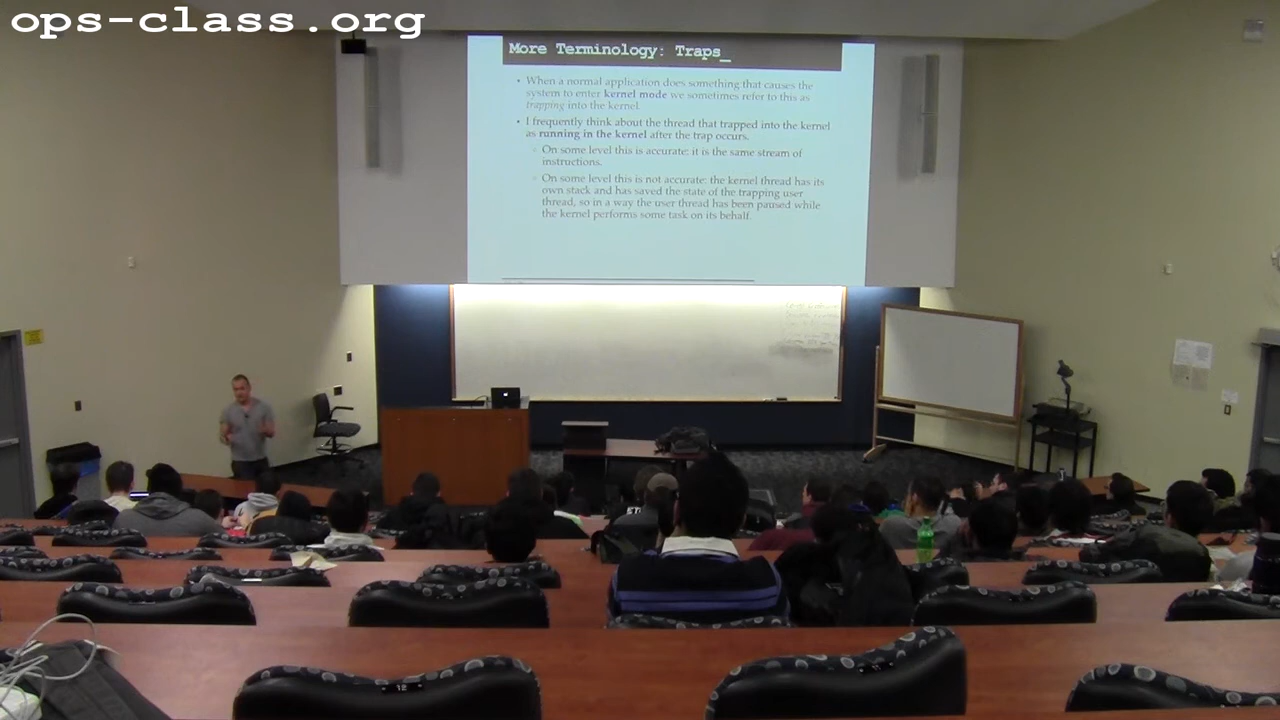 ops-class.org
More Terminology: Traps_
• When a normal application does something that causes the
system to enter kernel mode we sometimes refer to this as
trapping into the kernel.
• I frequently think about the thread that trapped into the kernel
as running in the kernel after the trap occurs.
On some level this is accurate: it is the same stream of
instructions.
On some level this is not accurate: the kernel thread has its
own stack and has saved the state of the trapping user
thread, so in a way the user thread has been paused while
the kernel performs some task on its behalf.
12